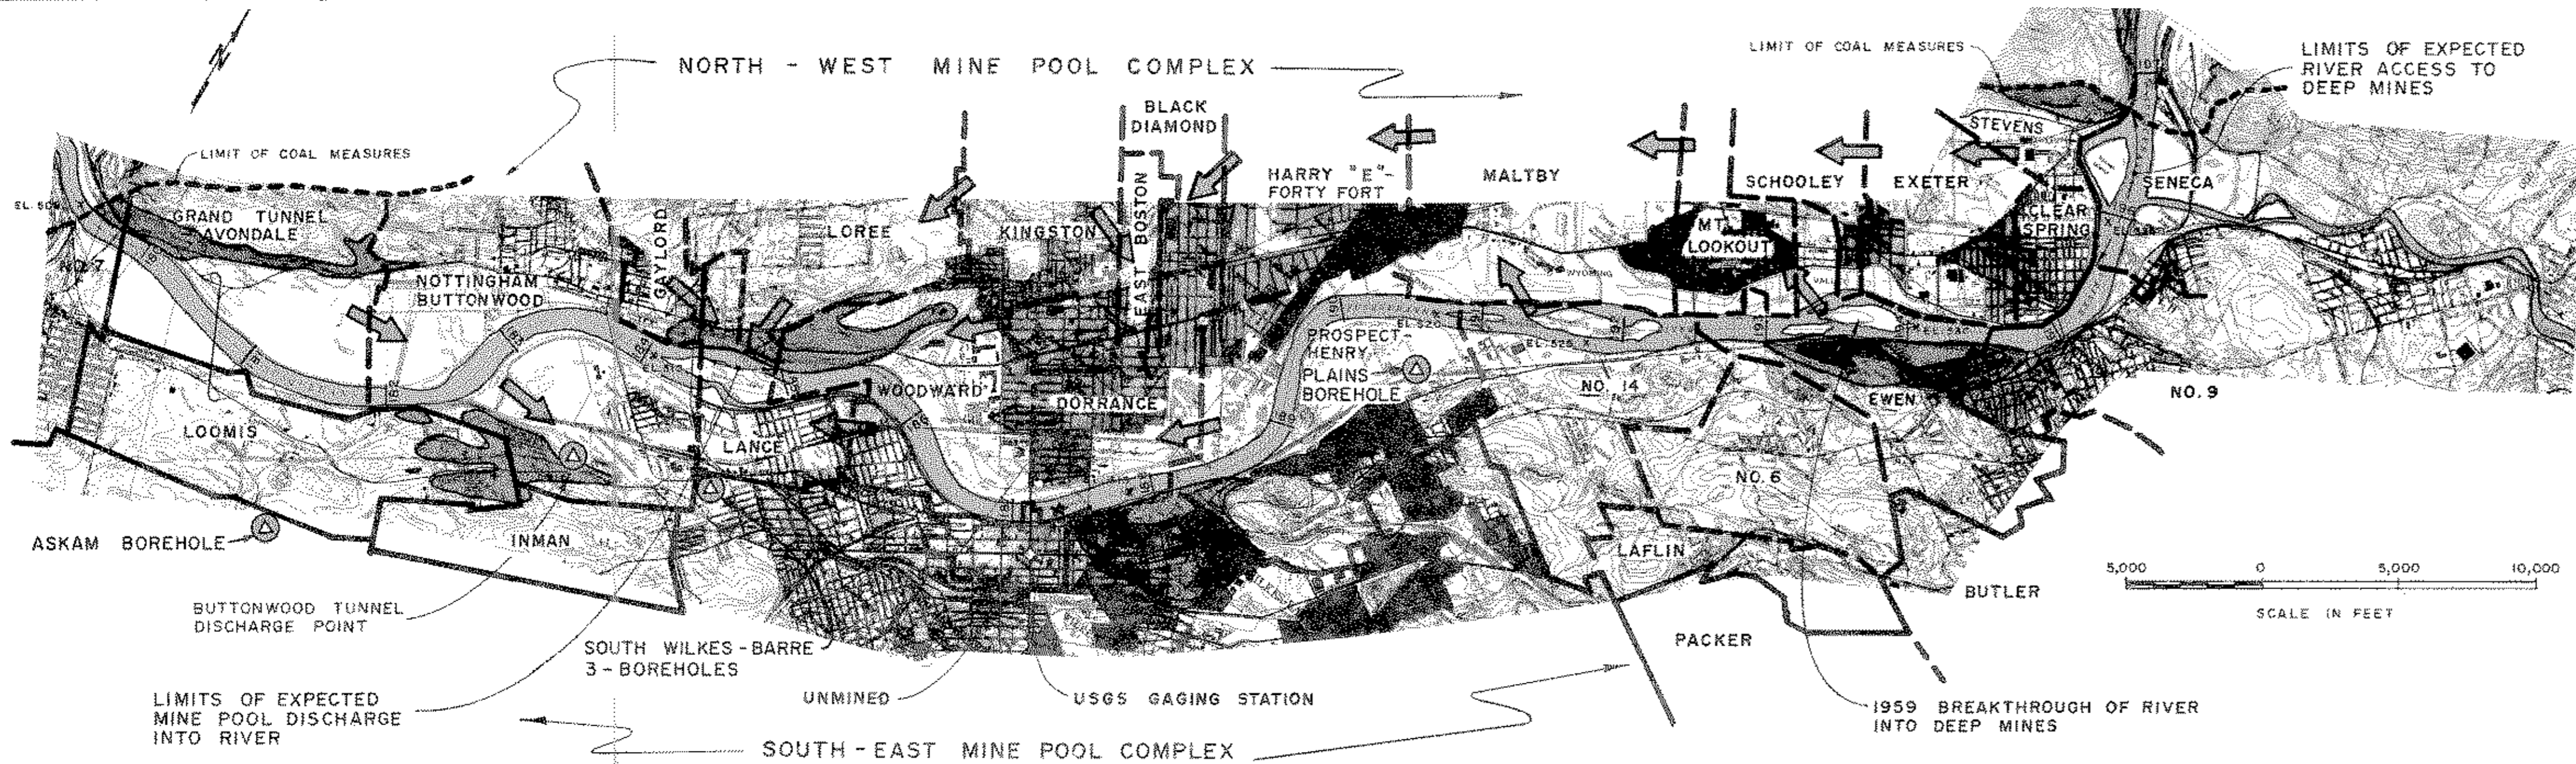 N
NORTH - WEST MINE POOL COMPLEX
LIMIT OF COAL MEASURES
LIMITS OF EXPECTED
RIVER ACCESS TO
DEEP MINES
BLACK
DIAMOND
LIMIT OF COAL MEASURES
STEVENS
HARRY "E"-
FORTY FORT
MALTBY
SCHOOLEY
EXETER
SENECA
GRAND TUNNEL
AVONDALE
GAYLORD
LOREE
KINGSTON
EAST BOSTON
MT.
LOOKOUT
CLEAR
SPRING
NO. 7
NOTTINGHAM
BUTTONWOOD
WYOMING
PROSPECT-
HENRY
PLAINS
BOREHOLE
EL. 520
EL. 525
WOODWARD
DORRANCE
NO. 14
EWEN
NO. 9
LOOMIS
LANCE
NO. 6
ASKAM BOREHOLE
INMAN
LAFLIN
BUTLER
5,000 0 5,000 10,000
SCALE IN FEET
BUTTONWOOD TUNNEL
DISCHARGE POINT
SOUTH WILKES-BARRE
3-BOREHOLES
PACKER
LIMITS OF EXPECTED
MINE POOL DISCHARGE
INTO RIVER
UNMINED
USGS GAGING STATION
1959 BREAKTHROUGH OF RIVER
INTO DEEP MINES
SOUTH-EAST MINE POOL COMPLEX